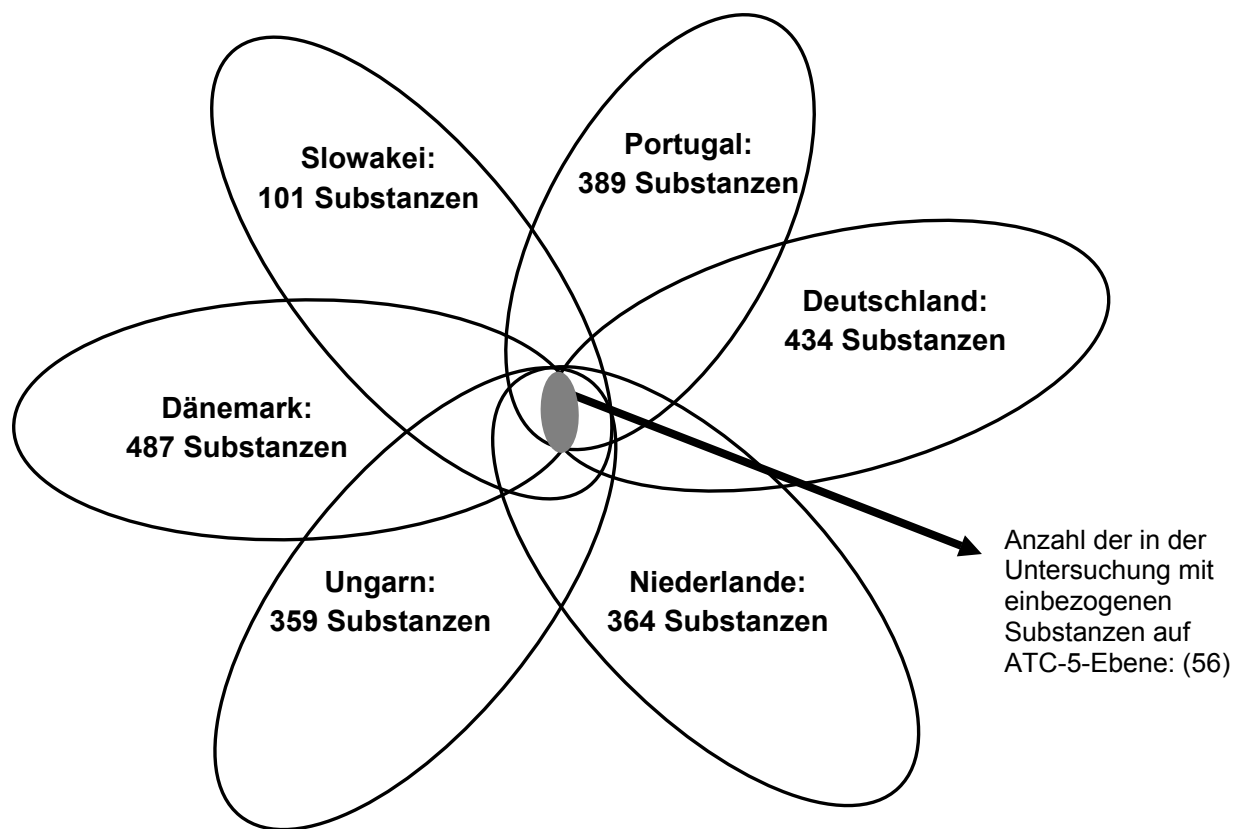 Slowakei:
101 Substanzen
Portugal:
389 Substanzen
Deutschland:
434 Substanzen
Dänemark:
487 Substanzen
Ungarn:
359 Substanzen
Niederlande:
364 Substanzen
Anzahl der in der
Untersuchung mit
einbezogenen
Substanzen auf
ATC-5-Ebene: (56)